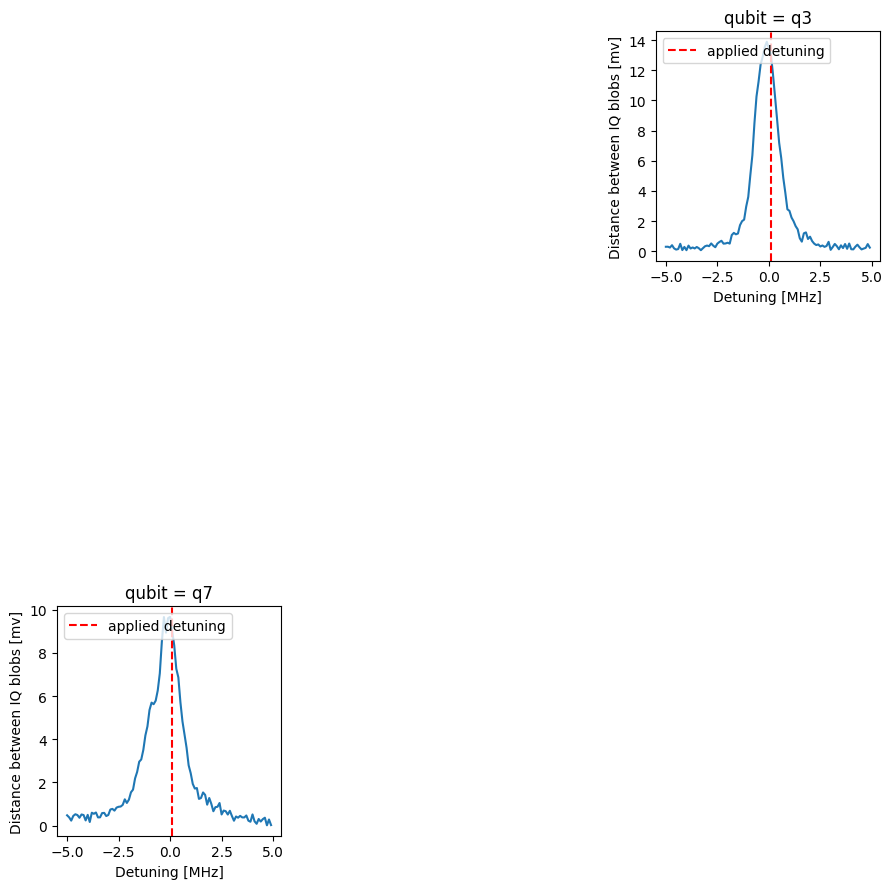 qubit = q3
applied detuning
Distance between IQ blobs [mv]
14
12
10
8
6
4
2
0
−5.0 −2.5 0.0 2.5 5.0
Detuning [MHz]
qubit = q7
applied detuning
Distance between IQ blobs [mv]
10
8
6
4
2
0
−5.0 −2.5 0.0 2.5 5.0
Detuning [MHz]